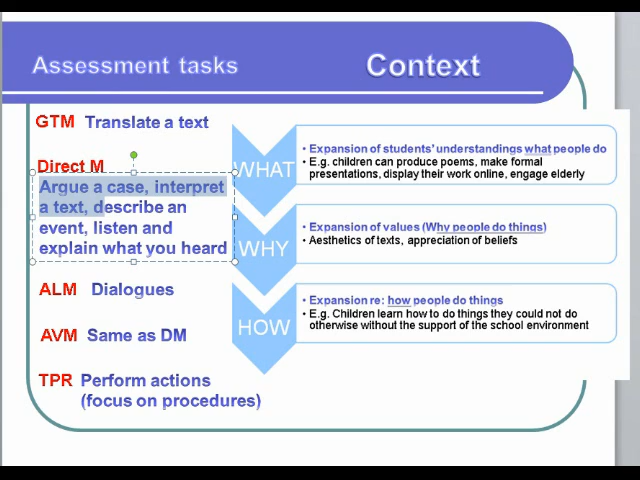 Assessment tasks
Context
GTM Translate a text
Direct M
Argue a case, interpret
a text, describe an
event, listen and
explain what you heard
ALM Dialogues
AVM Same as DM
TPR Perform actions
(focus on procedures)
WHAT
• Expansion of students' understandings what people do
• E.g. children can produce poems, make formal
presentations, display their work online, engage elderly
WHY
• Expansion of values (Why people do things)
• Aesthetics of texts, appreciation of beliefs
HOW
• Expansion re: how people do things
• E.g. Children learn how to do things they could not do
otherwise without the support of the school environment